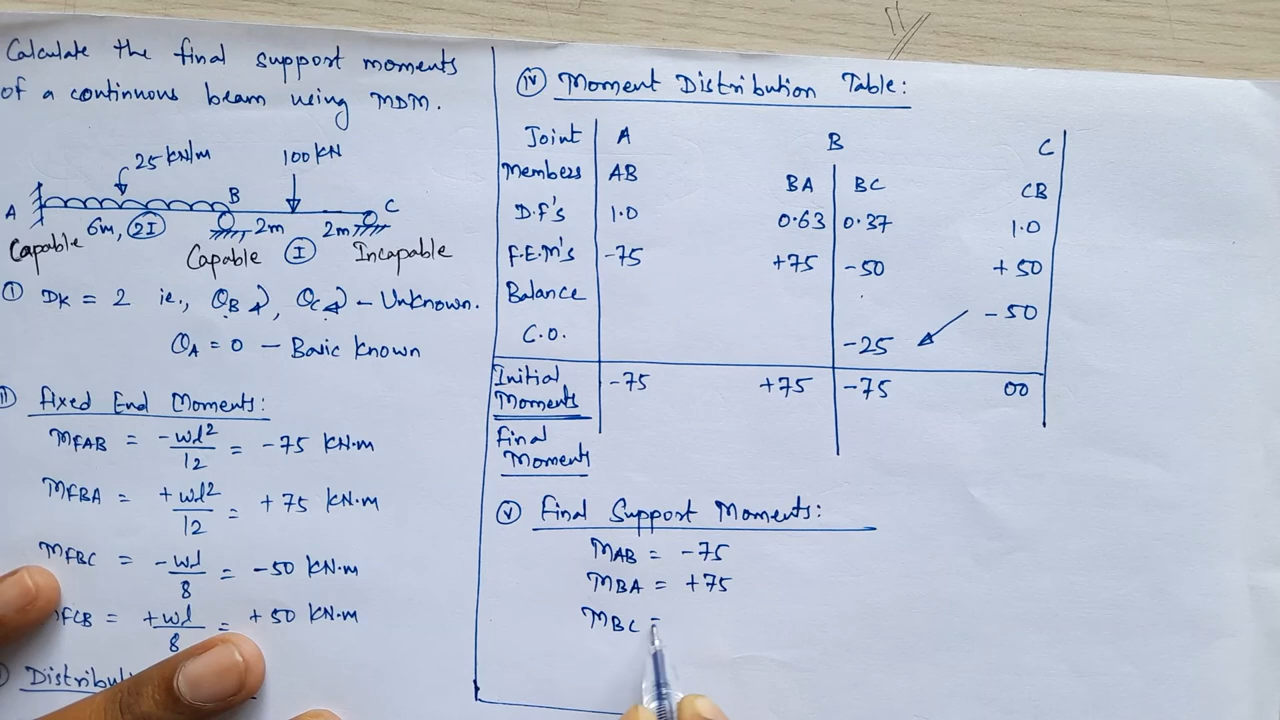 Calculate the final support moments
of a continuous beam using MDM.
25 KN/m
100 KN
A
B
C
6m, 2I
2m
2m
Capable
Capable
I
Incapable
I DK = 2 ie., θB, θC – Unknown.
θA = 0 – Basic Known
II Fixed End Moments:
MFAB = -wl²/12 = -75 KN·m
MFBA = +wl²/12 = +75 KN·m
MFBC = -wl/8 = -50 KN·m
MFCB = +wl/8 = +50 KN·m
IV Moment Distribution Table:
Joint A B C
Members AB BA BC CB
D.F's 1.0 0.63 0.37 1.0
F.E.M's -75 +75 -50 +50
Balance -50
C.O. -25
Initial Moments -75 +75 -75 00
Final Moments
V Final Support Moments:
MAB = -75
MBA = +75
MBC =